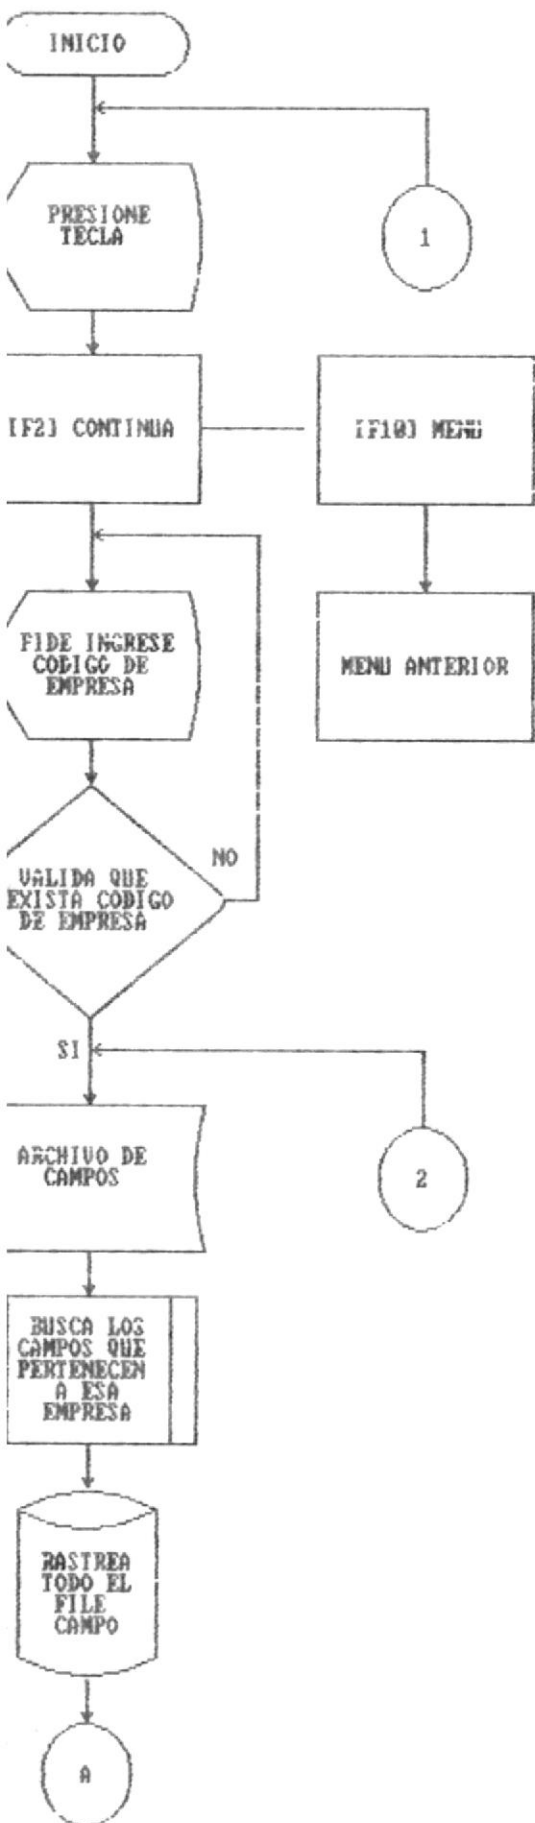 INICIO
PRESIONE
TECLA
1
[F2] CONTINUA
[F10] MENU
PIDE INGRESE
CODIGO DE
EMPRESA
MENU ANTERIOR
NO
VALIDA QUE
EXISTA CODIGO
DE EMPRESA
SI
ARCHIVO DE
CAMPOS
2
BUSCA LOS
CAMPOS QUE
PERTENECEN
A ESA
EMPRESA
RASTREA
TODO EL
FILE
CAMPO
A